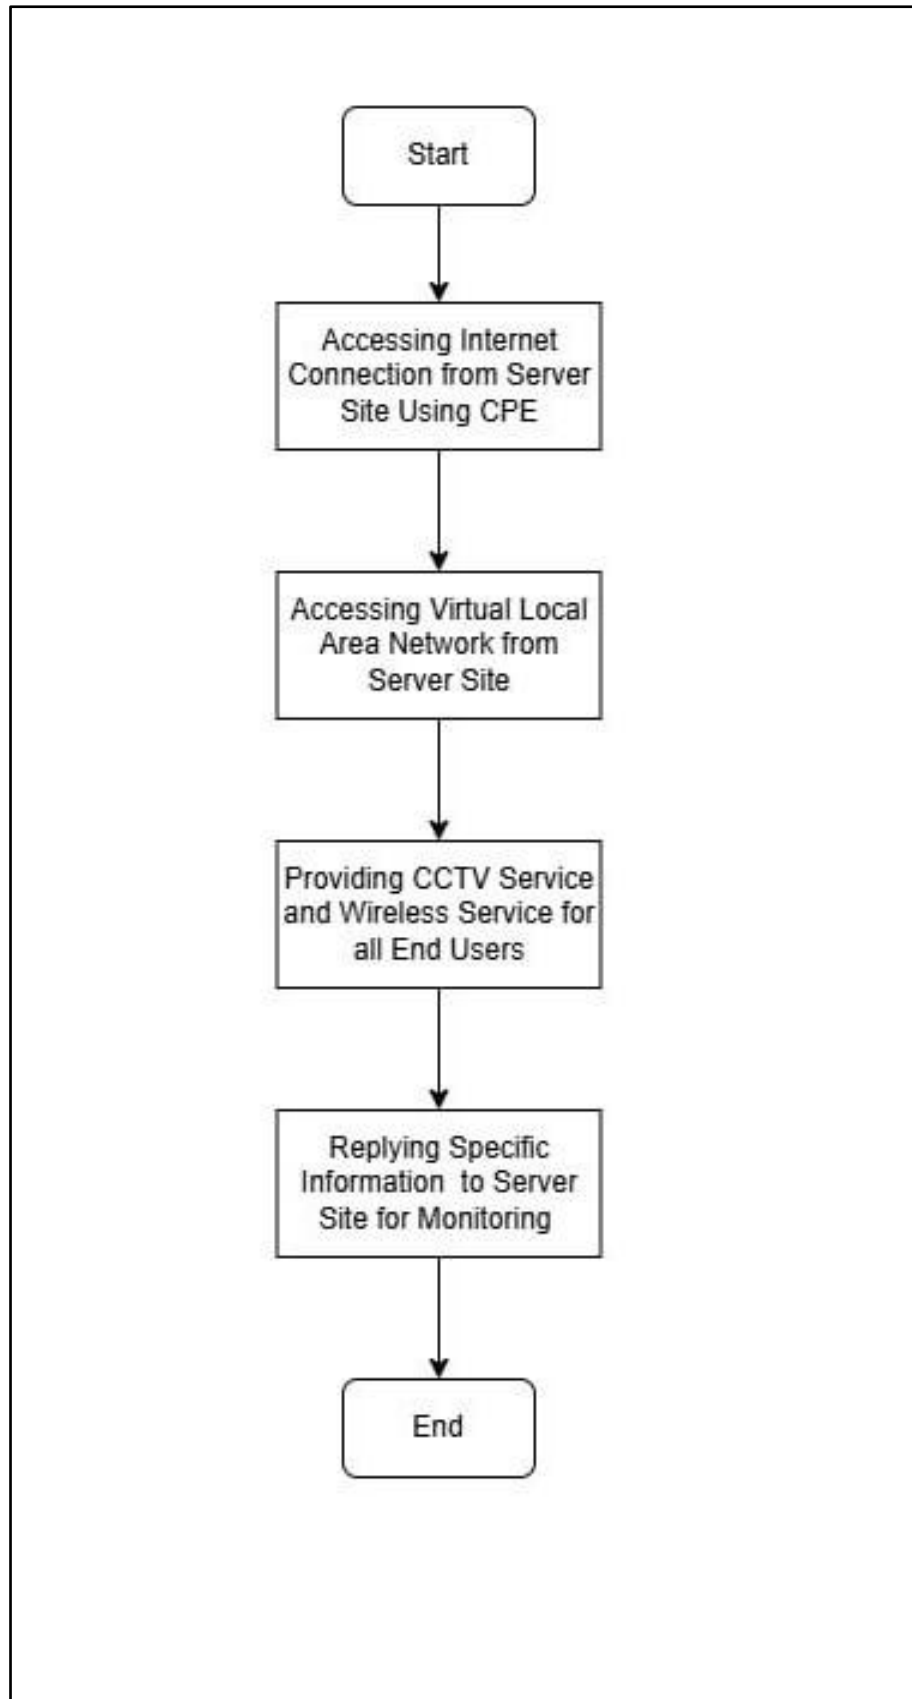 Start
Accessing Internet
Connection from Server
Site Using CPE
Accessing Virtual Local
Area Network from
Server Site
Providing CCTV Service
and Wireless Service for
all End Users
Replying Specific
Information  to Server
Site for Monitoring
End